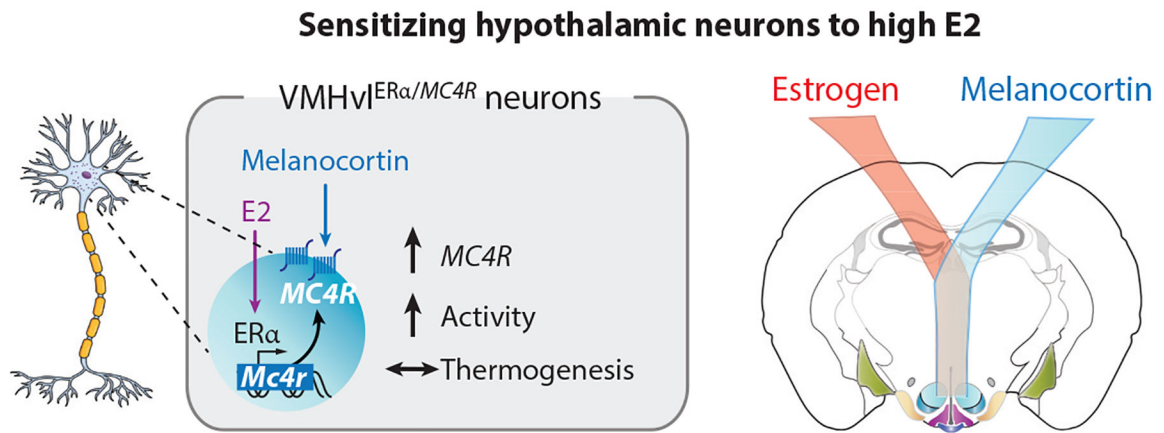 Sensitizing hypothalamic neurons to high E2
VMHvlERα/MC4R neurons
Melanocortin
E2
MC4R
ERα
Mc4r
MC4R
Activity
Thermogenesis
Estrogen
Melanocortin